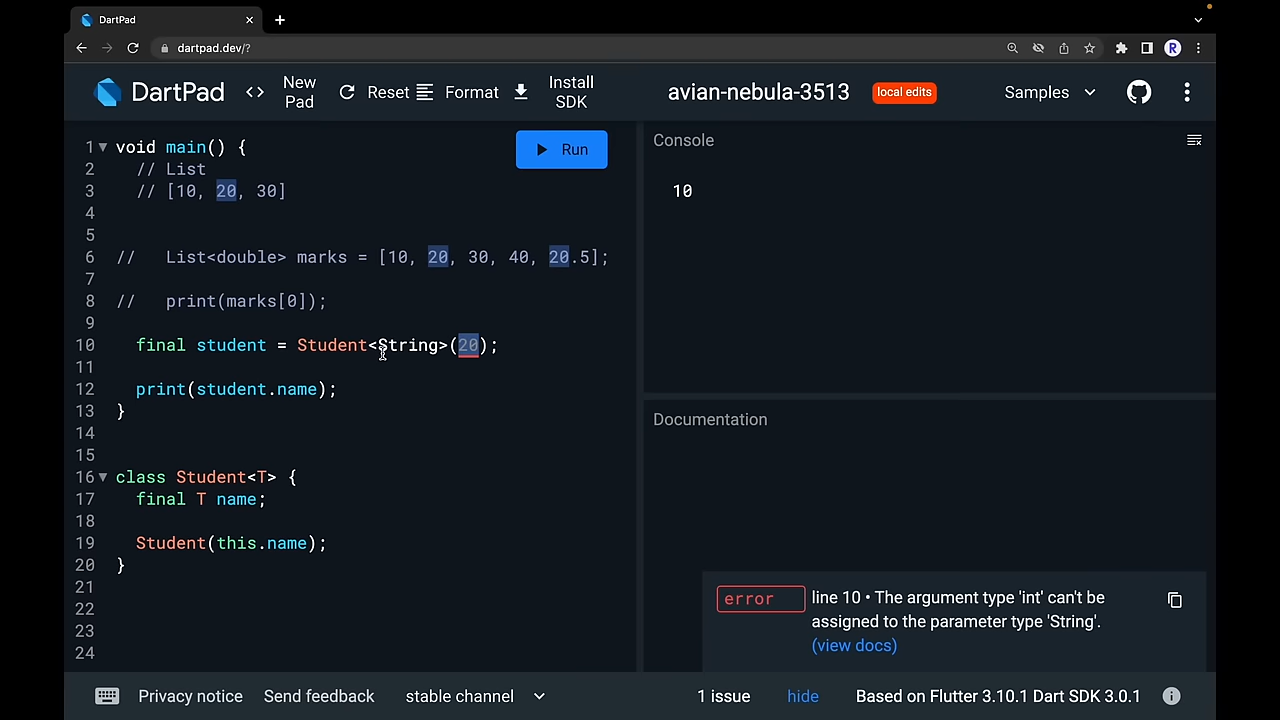 DartPad
dartpad.dev/?
R
DartPad
<> New Pad
Reset
Format
Install SDK
avian-nebula-3513
local edits
Samples
1 void main() {
2   // List
3   // [10, 20, 30]
4
5
6 //   List<double> marks = [10, 20, 30, 40, 20.5];
7
8 //   print(marks[0]);
9
10   final student = Student<String>(20);
11
12   print(student.name);
13 }
14
15
16 class Student<T> {
17   final T name;
18
19   Student(this.name);
20 }
21
22
23
24
Run
Console
10
Documentation
error
line 10 • The argument type 'int' can't be
assigned to the parameter type 'String'.
(view docs)
Privacy notice
Send feedback
stable channel
1 issue
hide
Based on Flutter 3.10.1 Dart SDK 3.0.1